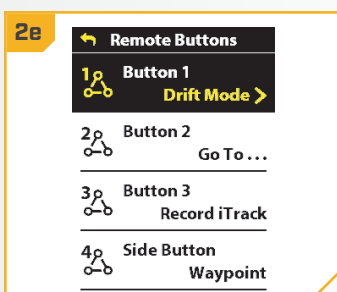 2e
Remote Buttons
1
Button 1
Drift Mode >
2
Button 2
Go To ...
3
Button 3
Record iTrack
4
Side Button
Waypoint